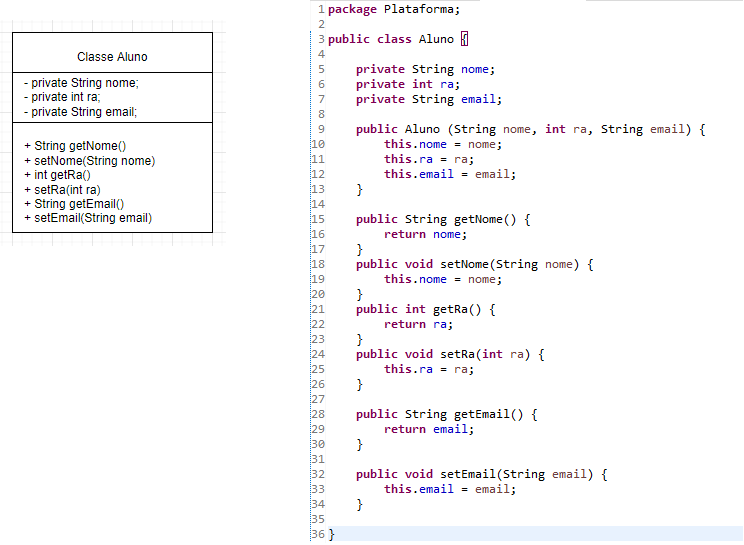 Classe Aluno
- private String nome;
- private int ra;
- private String email;
+ String getNome()
+ setNome(String nome)
+ int getRa()
+ setRa(int ra)
+ String getEmail()
+ setEmail(String email)
1 package Plataforma;
2
3 public class Aluno {
4
5 private String nome;
6 private int ra;
7 private String email;
8
9 public Aluno (String nome, int ra, String email) {
10 this.nome = nome;
11 this.ra = ra;
12 this.email = email;
13 }
14
15 public String getNome() {
16 return nome;
17 }
18 public void setNome(String nome) {
19 this.nome = nome;
20 }
21 public int getRa() {
22 return ra;
23 }
24 public void setRa(int ra) {
25 this.ra = ra;
26 }
27
28 public String getEmail() {
29 return email;
30 }
31
32 public void setEmail(String email) {
33 this.email = email;
34 }
35
36 }